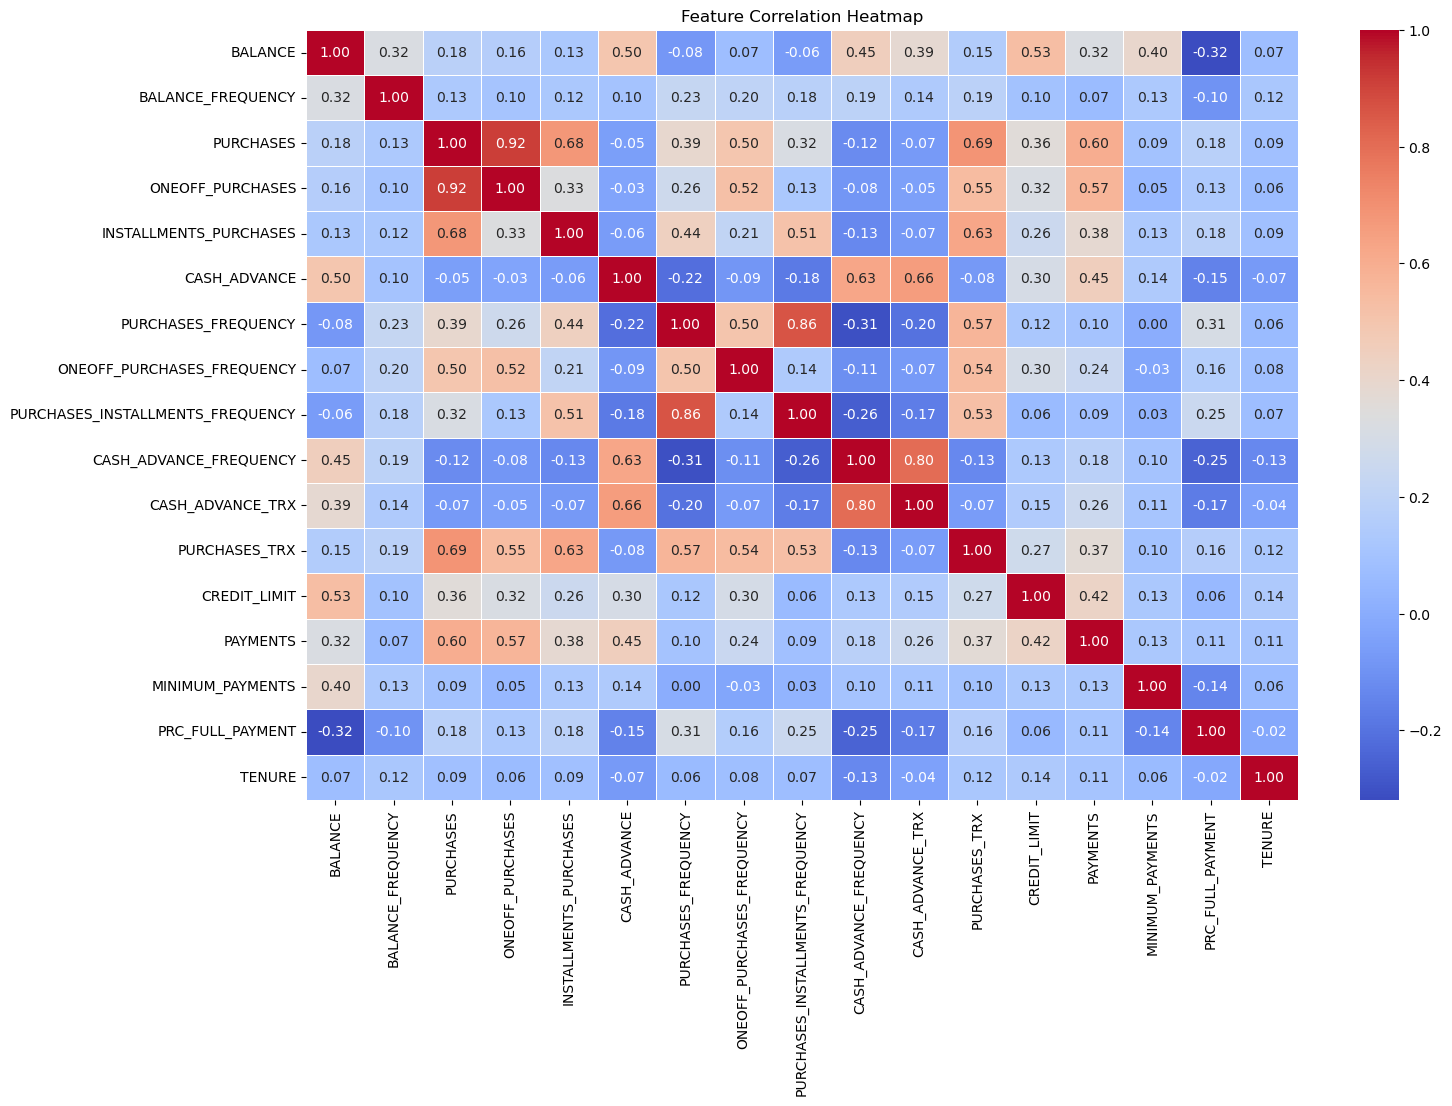 Feature Correlation Heatmap
BALANCE 1.00 0.32 0.18 0.16 0.13 0.50 -0.08 0.07 -0.06 0.45 0.39 0.15 0.53 0.32 0.40 -0.32 0.07
BALANCE_FREQUENCY 0.32 1.00 0.13 0.10 0.12 0.10 0.23 0.20 0.18 0.19 0.14 0.19 0.10 0.07 0.13 -0.10 0.12
PURCHASES 0.18 0.13 1.00 0.92 0.68 -0.05 0.39 0.50 0.32 -0.12 -0.07 0.69 0.36 0.60 0.09 0.18 0.09
ONEOFF_PURCHASES 0.16 0.10 0.92 1.00 0.33 -0.03 0.26 0.52 0.13 -0.08 -0.05 0.55 0.32 0.57 0.05 0.13 0.06
INSTALLMENTS_PURCHASES 0.13 0.12 0.68 0.33 1.00 -0.06 0.44 0.21 0.51 -0.13 -0.07 0.63 0.26 0.38 0.13 0.18 0.09
CASH_ADVANCE 0.50 0.10 -0.05 -0.03 -0.06 1.00 -0.22 -0.09 -0.18 0.63 0.66 -0.08 0.30 0.45 0.14 -0.15 -0.07
PURCHASES_FREQUENCY -0.08 0.23 0.39 0.26 0.44 -0.22 1.00 0.50 0.86 -0.31 -0.20 0.57 0.12 0.10 0.00 0.31 0.06
ONEOFF_PURCHASES_FREQUENCY 0.07 0.20 0.50 0.52 0.21 -0.09 0.50 1.00 0.14 -0.11 -0.07 0.54 0.30 0.24 -0.03 0.16 0.08
PURCHASES_INSTALLMENTS_FREQUENCY -0.06 0.18 0.32 0.13 0.51 -0.18 0.86 0.14 1.00 -0.26 -0.17 0.53 0.06 0.09 0.03 0.25 0.07
CASH_ADVANCE_FREQUENCY 0.45 0.19 -0.12 -0.08 -0.13 0.63 -0.31 -0.11 -0.26 1.00 0.80 -0.13 0.13 0.18 0.10 -0.25 -0.13
CASH_ADVANCE_TRX 0.39 0.14 -0.07 -0.05 -0.07 0.66 -0.20 -0.07 -0.17 0.80 1.00 -0.07 0.15 0.26 0.11 -0.17 -0.04
PURCHASES_TRX 0.15 0.19 0.69 0.55 0.63 -0.08 0.57 0.54 0.53 -0.13 -0.07 1.00 0.27 0.37 0.10 0.16 0.12
CREDIT_LIMIT 0.53 0.10 0.36 0.32 0.26 0.30 0.12 0.30 0.06 0.13 0.15 0.27 1.00 0.42 0.13 0.06 0.14
PAYMENTS 0.32 0.07 0.60 0.57 0.38 0.45 0.10 0.24 0.09 0.18 0.26 0.37 0.42 1.00 0.13 0.11 0.11
MINIMUM_PAYMENTS 0.40 0.13 0.09 0.05 0.13 0.14 0.00 -0.03 0.03 0.10 0.11 0.10 0.13 0.13 1.00 -0.14 0.06
PRC_FULL_PAYMENT -0.32 -0.10 0.18 0.13 0.18 -0.15 0.31 0.16 0.25 -0.25 -0.17 0.16 0.06 0.11 -0.14 1.00 -0.02
TENURE 0.07 0.12 0.09 0.06 0.09 -0.07 0.06 0.08 0.07 -0.13 -0.04 0.12 0.14 0.11 0.06 -0.02 1.00
BALANCE
BALANCE_FREQUENCY
PURCHASES
ONEOFF_PURCHASES
INSTALLMENTS_PURCHASES
CASH_ADVANCE
PURCHASES_FREQUENCY
ONEOFF_PURCHASES_FREQUENCY
PURCHASES_INSTALLMENTS_FREQUENCY
CASH_ADVANCE_FREQUENCY
CASH_ADVANCE_TRX
PURCHASES_TRX
CREDIT_LIMIT
PAYMENTS
MINIMUM_PAYMENTS
PRC_FULL_PAYMENT
TENURE
1.0
0.8
0.6
0.4
0.2
0.0
−0.2